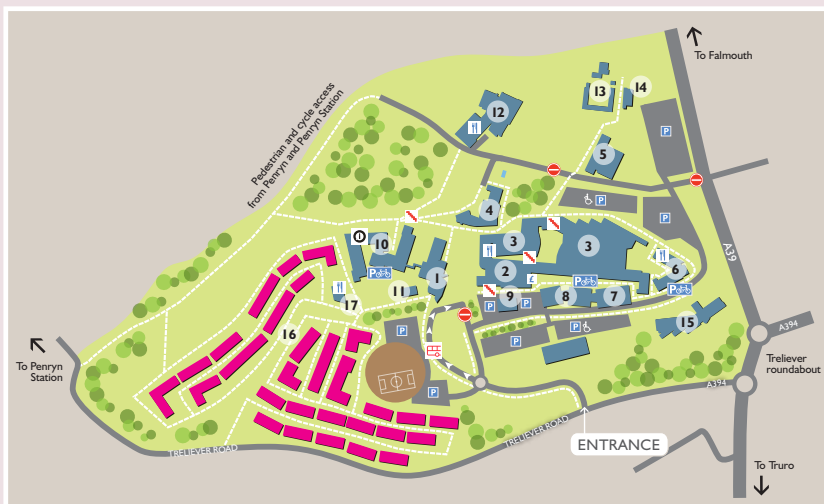 To Falmouth
Pedestrian and cycle access
from Penryn and Penryn Station
12
13
14
5
P
P
P
4
A39
10
3
3
P
1
2
6
P
11
£
P
17
9
8
7
P
P
15
16
P
P
P
A394
To Penryn
Station
Treliever
roundabout
P
A394
TRELIEVER ROAD
ENTRANCE
TRELIEVER ROAD
To Truro